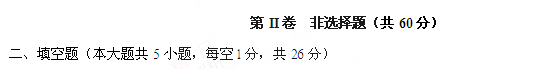 第 II 卷 非选择题（共 60 分）
二、填空题（本大题共 5 小题，每空 1 分，共 26 分）